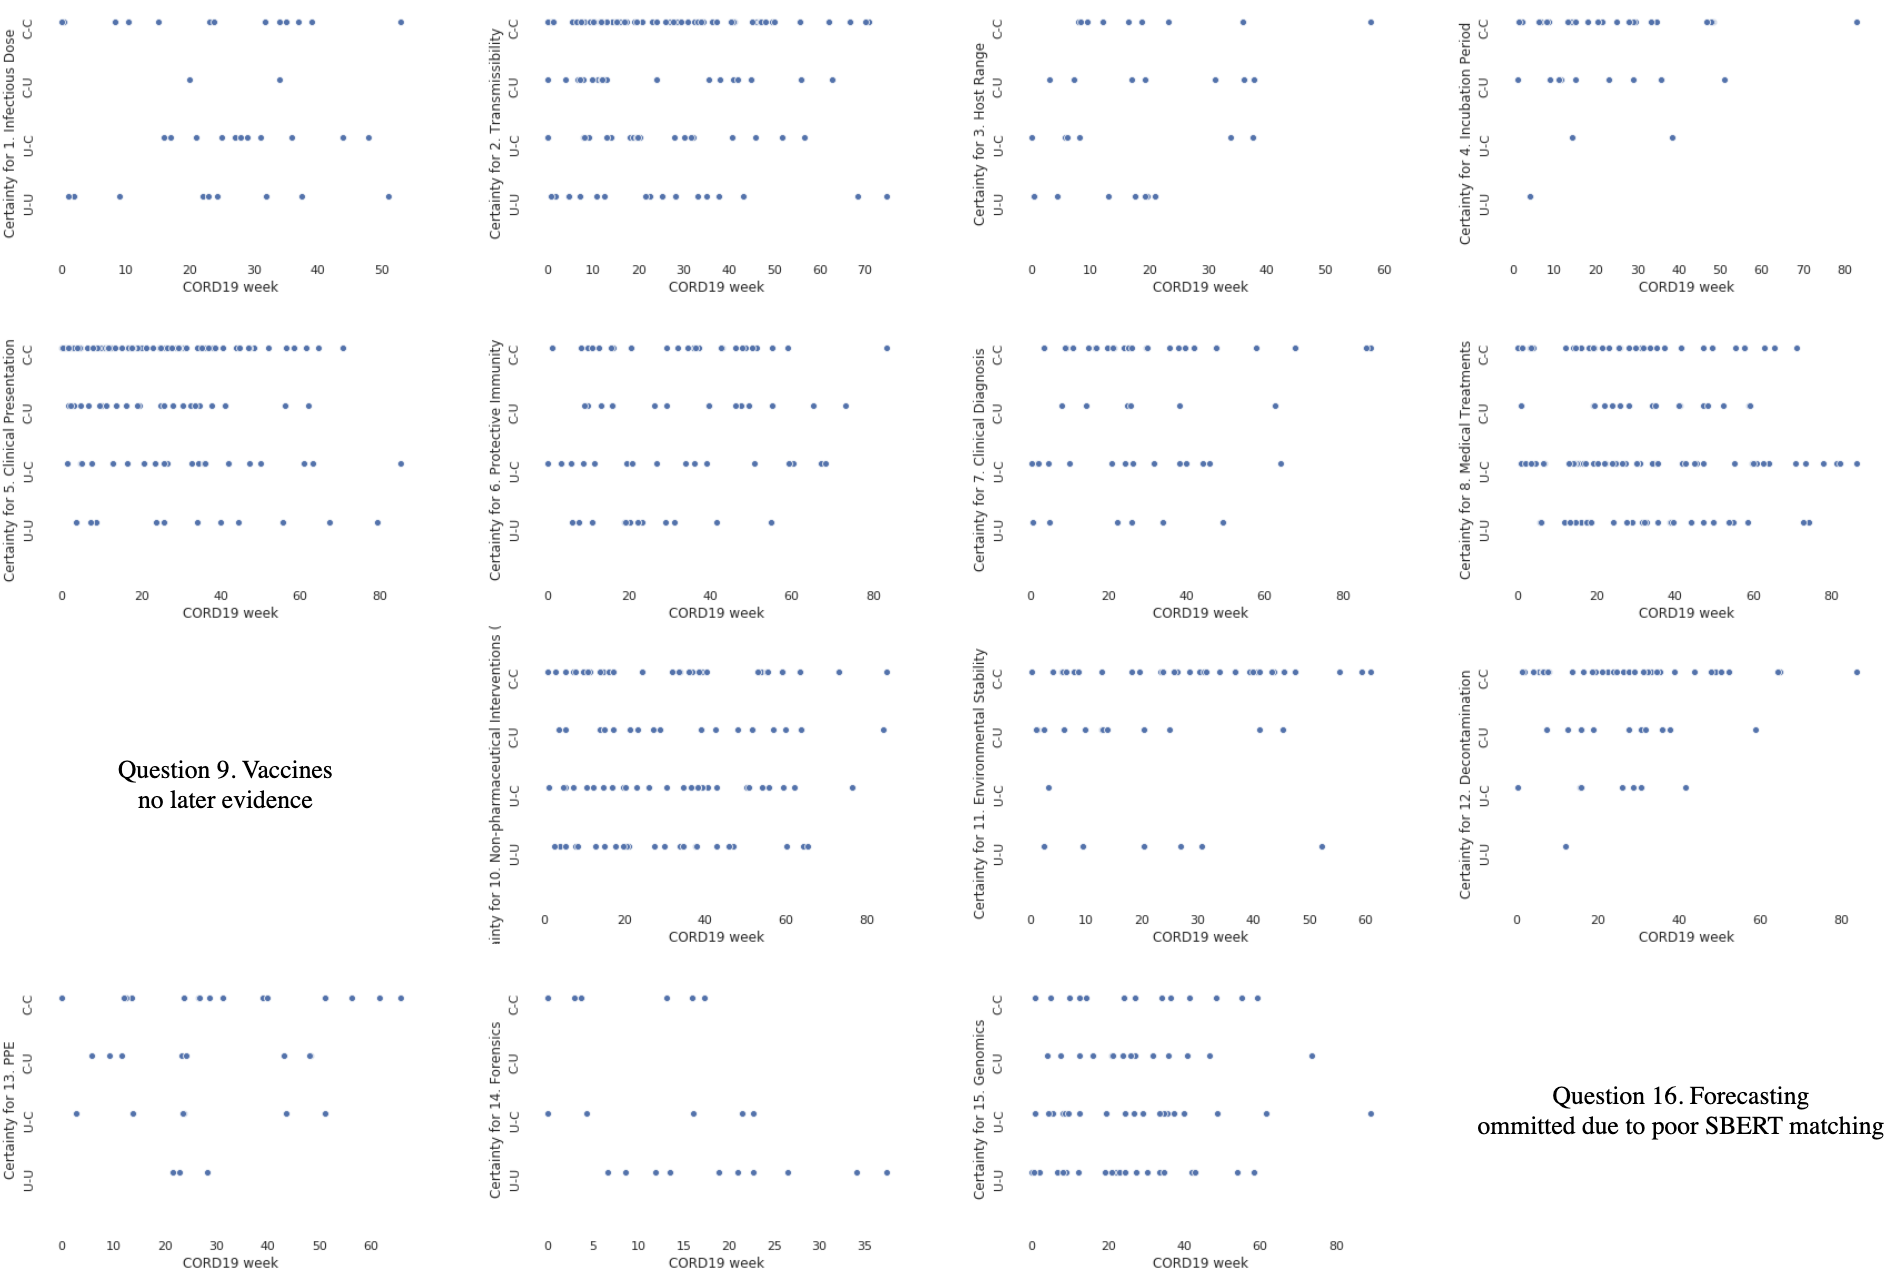 Certainty for 1. Infectious Dose
C-C
C-U
U-C
U-U
0 10 20 30 40 50
CORD19 week
Certainty for 2. Transmissibility
C-C
C-U
U-C
U-U
0 10 20 30 40 50 60 70
CORD19 week
Certainty for 3. Host Range
C-C
C-U
U-C
U-U
0 10 20 30 40 50 60
CORD19 week
Certainty for 4. Incubation Period
C-C
C-U
U-C
U-U
0 10 20 30 40 50 60 70 80
CORD19 week
Certainty for 5. Clinical Presentation
C-C
C-U
U-C
U-U
0 20 40 60 80
CORD19 week
Certainty for 6. Protective Immunity
C-C
C-U
U-C
U-U
0 20 40 60 80
CORD19 week
Certainty for 7. Clinical Diagnosis
C-C
C-U
U-C
U-U
0 20 40 60 80
CORD19 week
Certainty for 8. Medical Treatments
C-C
C-U
U-C
U-U
0 20 40 60 80
CORD19 week
Question 9. Vaccines
no later evidence
inty for 10. Non-pharmaceutical Interventions (
C-C
C-U
U-C
U-U
0 20 40 60 80
CORD19 week
Certainty for 11. Environmental Stability
C-C
C-U
U-C
U-U
0 10 20 30 40 50 60
CORD19 week
Certainty for 12. Decontamination
C-C
C-U
U-C
U-U
0 20 40 60 80
CORD19 week
Certainty for 13. PPE
C-C
C-U
U-C
U-U
0 10 20 30 40 50 60
CORD19 week
Certainty for 14. Forensics
C-C
C-U
U-C
U-U
0 5 10 15 20 25 30 35
CORD19 week
Certainty for 15. Genomics
C-C
C-U
U-C
U-U
0 20 40 60 80
CORD19 week
Question 16. Forecasting
ommitted due to poor SBERT matching